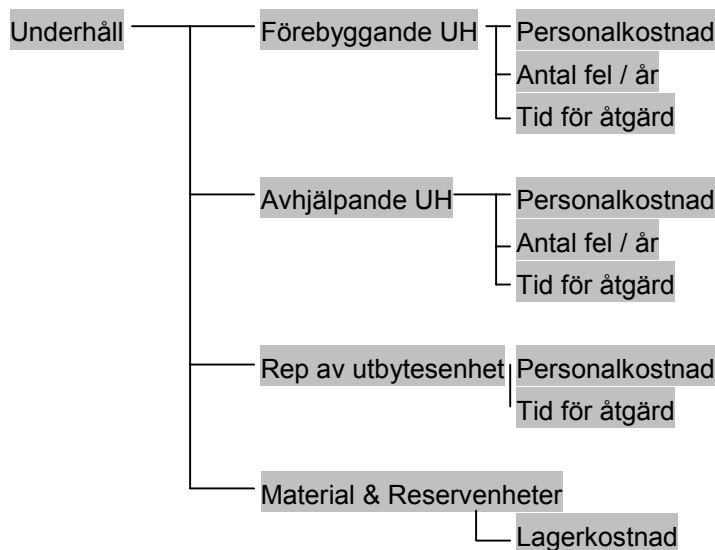 Underhåll
Förebyggande UH
Personalkostnad
Antal fel / år
Tid för åtgärd
Avhjälpande UH
Personalkostnad
Antal fel / år
Tid för åtgärd
Rep av utbytesenhet
Personalkostnad
Tid för åtgärd
Material & Reservenheter
Lagerkostnad